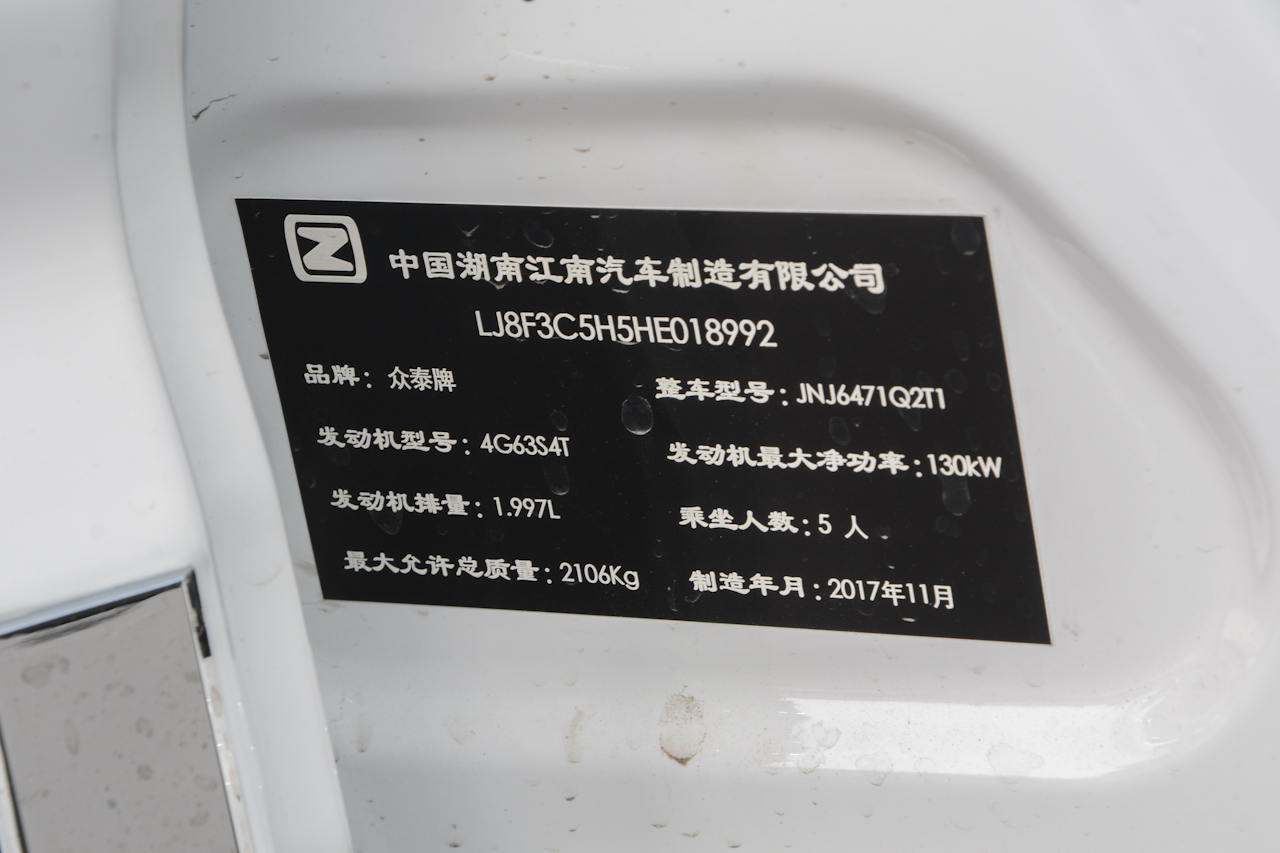 中国湖南江南汽车制造有限公司
LJ8F3C5H5HE018992
品牌：众泰牌 整车型号：JNJ6471Q2T1
发动机型号：4G63S4T 发动机最大净功率：130kW
发动机排量：1.997L 乘坐人数：5 人
最大允许总质量：2106Kg 制造年月：2017年11月